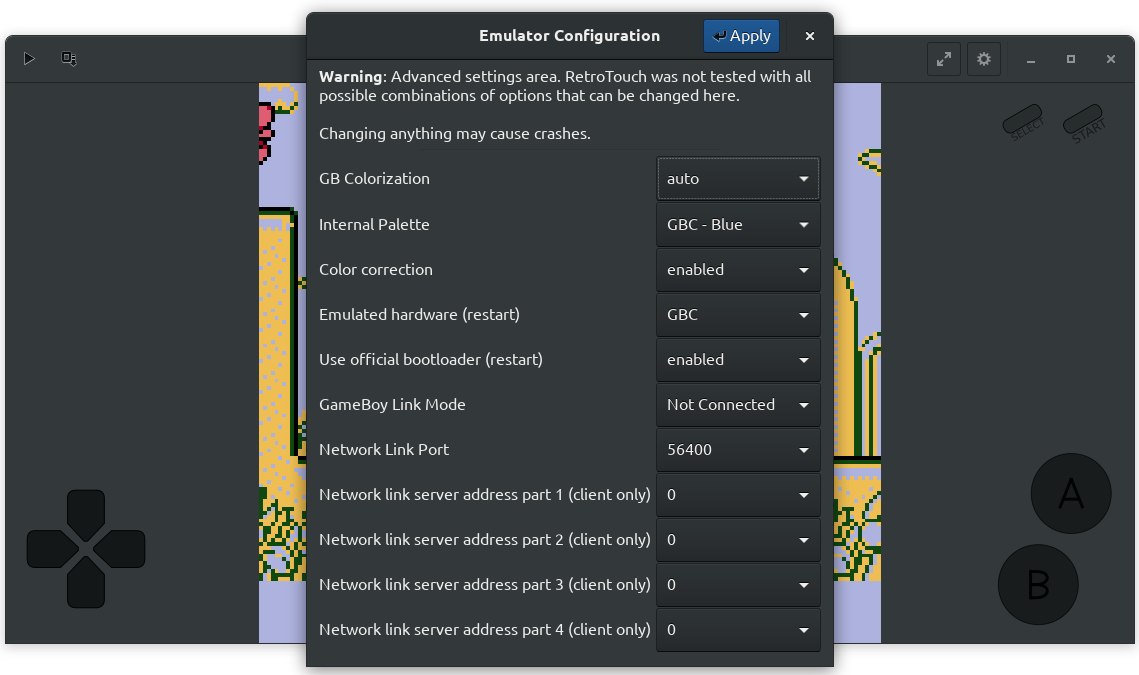 Emulator Configuration
Apply
Warning: Advanced settings area. RetroTouch was not tested with all
possible combinations of options that can be changed here.
Changing anything may cause crashes.
SELECT
START
GB Colorization auto
Internal Palette GBC - Blue
Color correction enabled
Emulated hardware (restart) GBC
Use official bootloader (restart) enabled
GameBoy Link Mode Not Connected
Network Link Port 56400
Network link server address part 1 (client only) 0
Network link server address part 2 (client only) 0
Network link server address part 3 (client only) 0
Network link server address part 4 (client only) 0
A
B